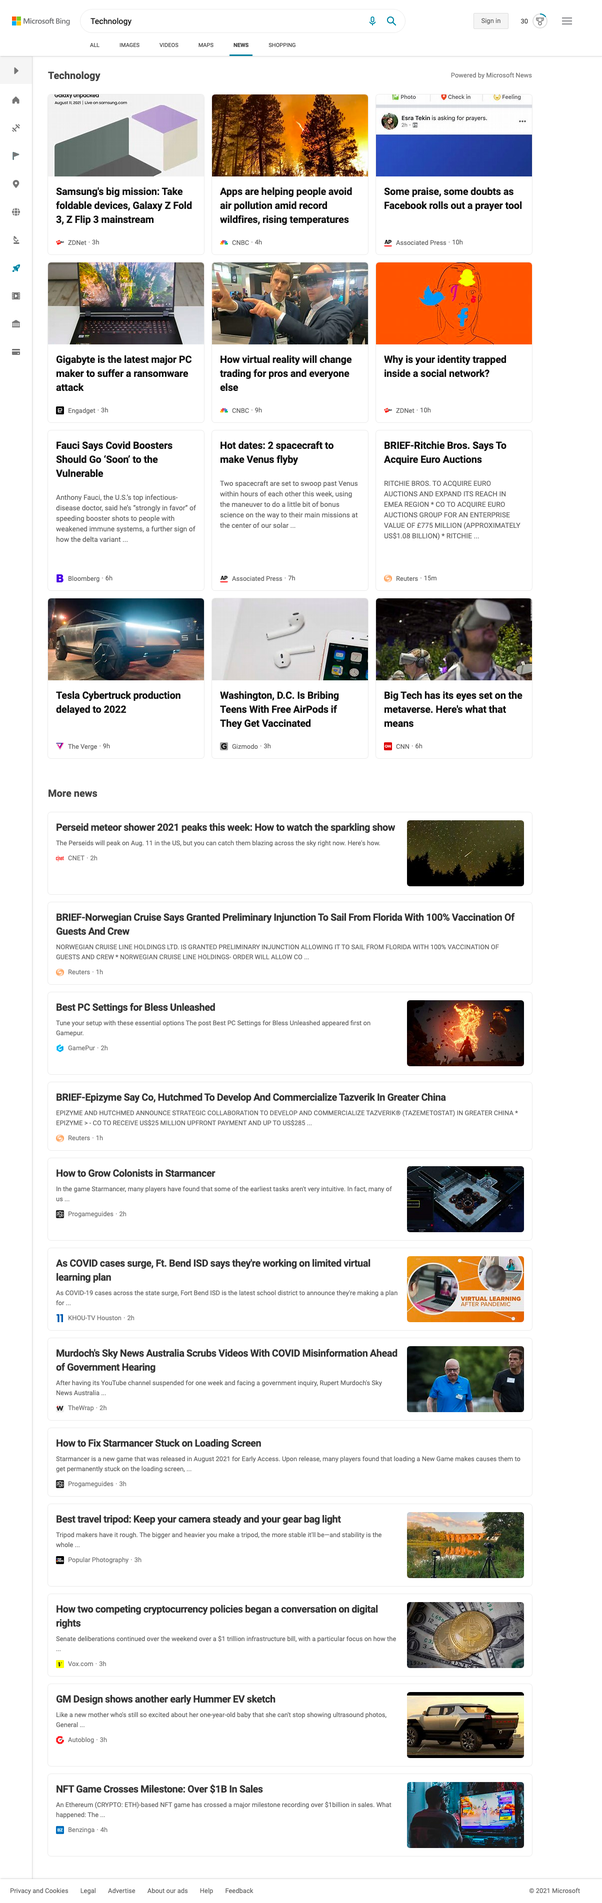 Microsoft Bing
Technology
Sign in
30
ALL
IMAGES
VIDEOS
MAPS
NEWS
SHOPPING
Technology
Powered by Microsoft News
Galaxy Unpacked
August 11, 2021 | Live on samsung.com
Photo
Check in
Feeling
Esra Tekin is asking for prayers.
2h
Samsung's big mission: Take
foldable devices, Galaxy Z Fold
3, Z Flip 3 mainstream
ZDNet · 3h
Apps are helping people avoid
air pollution amid record
wildfires, rising temperatures
CNBC · 4h
Some praise, some doubts as
Facebook rolls out a prayer tool
AP Associated Press · 10h
Gigabyte is the latest major PC
maker to suffer a ransomware
attack
Engadget · 3h
How virtual reality will change
trading for pros and everyone
else
CNBC · 9h
Why is your identity trapped
inside a social network?
ZDNet · 10h
Fauci Says Covid Boosters
Should Go ‘Soon’ to the
Vulnerable
Anthony Fauci, the U.S.'s top infectious-
disease doctor, said he's “strongly in favor” of
speeding booster shots to people with
weakened immune systems, a further sign of
how the delta variant ...
B Bloomberg · 6h
Hot dates: 2 spacecraft to
make Venus flyby
Two spacecraft are set to swoop past Venus
within hours of each other this week, using
the maneuver to do a little bit of bonus
science on the way to their main missions at
the center of our solar ...
AP Associated Press · 7h
BRIEF-Ritchie Bros. Says To
Acquire Euro Auctions
RITCHIE BROS. TO ACQUIRE EURO
AUCTIONS AND EXPAND ITS REACH IN
EMEA REGION * CO TO ACQUIRE EURO
AUCTIONS GROUP FOR AN ENTERPRISE
VALUE OF £775 MILLION (APPROXIMATELY
US$1.08 BILLION) * RITCHIE ...
Reuters · 15m
Tesla Cybertruck production
delayed to 2022
The Verge · 9h
Washington, D.C. Is Bribing
Teens With Free AirPods if
They Get Vaccinated
G Gizmodo · 3h
Big Tech has its eyes set on the
metaverse. Here's what that
means
CNN CNN · 6h
More news
Perseid meteor shower 2021 peaks this week: How to watch the sparkling show
The Perseids will peak on Aug. 11 in the US, but you can catch them blazing across the sky right now. Here's how.
CNET · 2h
BRIEF-Norwegian Cruise Says Granted Preliminary Injunction To Sail From Florida With 100% Vaccination Of
Guests And Crew
NORWEGIAN CRUISE LINE HOLDINGS LTD. IS GRANTED PRELIMINARY INJUNCTION ALLOWING IT TO SAIL FROM FLORIDA WITH 100% VACCINATION OF
GUESTS AND CREW * NORWEGIAN CRUISE LINE HOLDINGS- ORDER WILL ALLOW CO ...
Reuters · 1h
Best PC Settings for Bless Unleashed
Tune your setup with these essential options The post Best PC Settings for Bless Unleashed appeared first on
Gamepur.
GamePur · 2h
BRIEF-Epizyme Say Co, Hutchmed To Develop And Commercialize Tazverik In Greater China
EPIZYME AND HUTCHMED ANNOUNCE STRATEGIC COLLABORATION TO DEVELOP AND COMMERCIALIZE TAZVERIK® (TAZEMETOSTAT) IN GREATER CHINA *
EPIZYME > - CO TO RECEIVE US$25 MILLION UPFRONT PAYMENT AND UP TO US$285 ...
Reuters · 1h
How to Grow Colonists in Starmancer
In the game Starmancer, many players have found that some of the earliest tasks aren't very intuitive. In fact, many of
us ...
Progameguides · 2h
As COVID cases surge, Ft. Bend ISD says they're working on limited virtual
learning plan
As COVID-19 cases across the state surge, Fort Bend ISD is the latest school district to announce they're making a plan
for ...
11 KHOU-TV Houston · 2h
VIRTUAL LEARNING
AFTER PANDEMIC
Murdoch's Sky News Australia Scrubs Videos With COVID Misinformation Ahead
of Government Hearing
After having its YouTube channel suspended for one week and facing a government inquiry, Rupert Murdoch's Sky
News Australia ...
W TheWrap · 2h
How to Fix Starmancer Stuck on Loading Screen
Starmancer is a new game that was released in August 2021 for Early Access. Upon release, many players found that loading a New Game makes causes them to
get permanently stuck on the loading screen, ...
Progameguides · 3h
Best travel tripod: Keep your camera steady and your gear bag light
Tripod makers have it rough. The bigger and heavier you make a tripod, the more stable it'll be—and stability is the
whole ...
Popular Photography · 3h
How two competing cryptocurrency policies began a conversation on digital
rights
Senate deliberations continued over the weekend over a $1 trillion infrastructure bill, with a particular focus on how the
...
Vox.com · 3h
GM Design shows another early Hummer EV sketch
Like a new mother who's still so excited about her one-year-old baby that she can't stop showing ultrasound photos,
General ...
Autoblog · 3h
NFT Game Crosses Milestone: Over $1B In Sales
An Ethereum (CRYPTO: ETH)-based NFT game has crossed a major milestone recording over $1billion in sales. What
happened: The ...
BZ Benzinga · 4h
Privacy and Cookies
Legal
Advertise
About our ads
Help
Feedback
© 2021 Microsoft